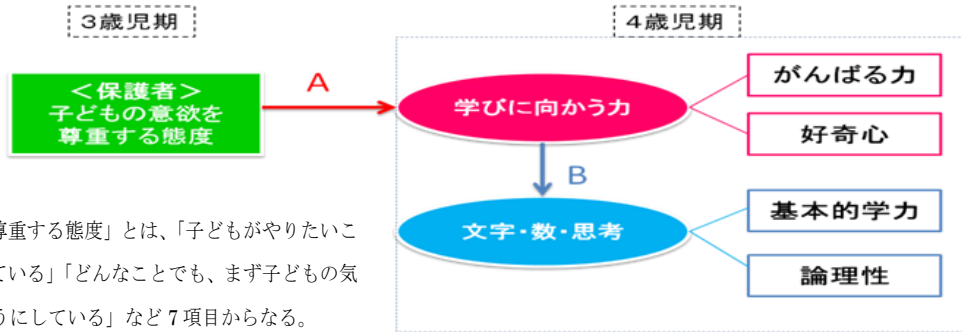 ３歳児期
４歳児期
＜保護者＞
子どもの意欲を
尊重する態度
A
学びに向かう力
がんばる力
好奇心
B
文字・数・思考
基本的学力
論理性
尊重する態度」とは、「子どもがやりたいこ
ている」「どんなことでも、まず子どもの気
うにしている」など７項目からなる。